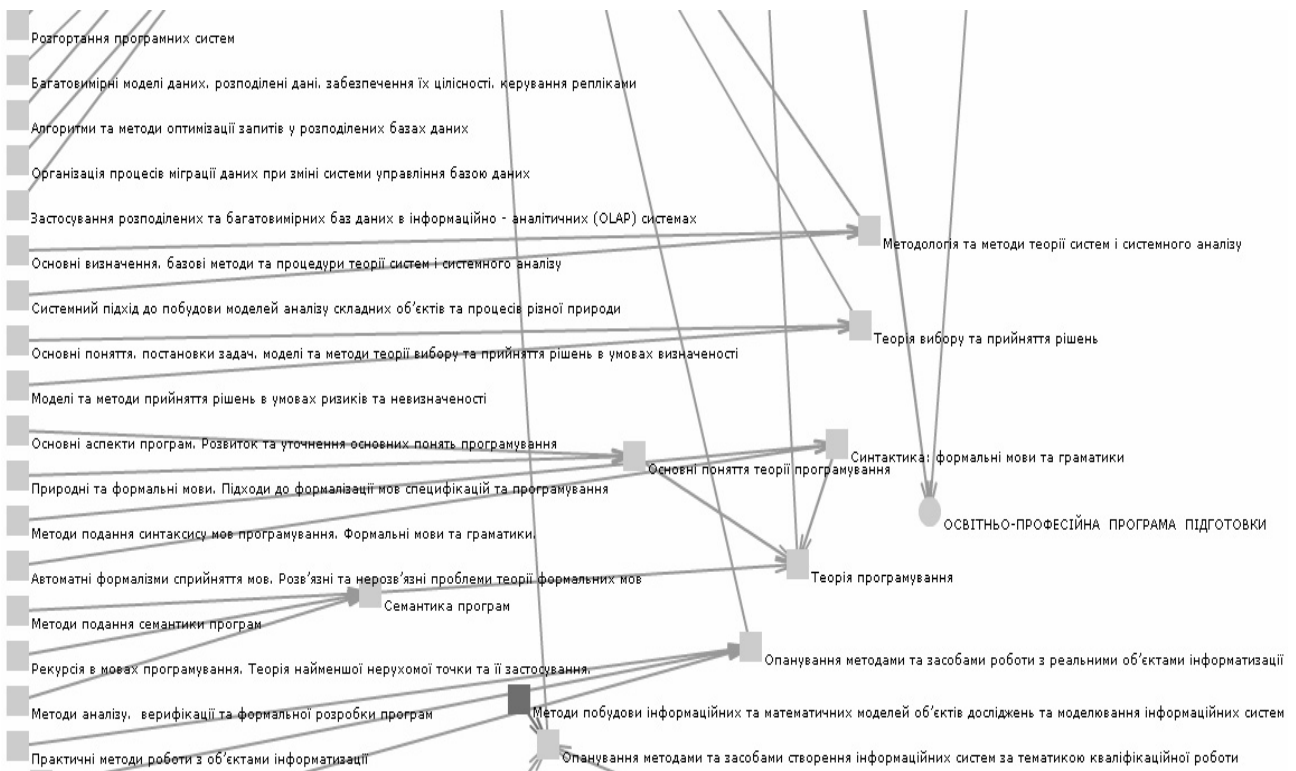 Розгортання програмних систем
Багатовимірні моделі даних. розподілені дані. забезпечення їх цілісності. керування репліками
Алгоритми та методи оптимізації запитів у розподілених базах даних
Організація процесів міграції даних при зміні системи управління базою даних
Застосування розподілених та багатовимірних баз даних в інформаційно - аналітичних (OLAP) системах
Методологія та методи теорії систем і системного аналізу
Основні визначення. базові методи та процедури теорії систем і системного аналізу
Системний підхід до побудови моделей аналізу складних об'єктів та процесів різної природи
Теорія вибору та прийняття рішень
Основні поняття. постановки задач. моделі та методи теорії вибору та прийняття рішень в умовах визначеності
Моделі та методи прийняття рішень в умовах ризиків та невизначеності
Основні аспекти програм. Розвиток та уточнення основних понять програмування
Синтактика: формальні мови та граматики
Основні поняття теорії програмування
Природні та формальні мови. Підходи до формалізації мов специфікацій та програмування
ОСВІТНЬО-ПРОФЕСІЙНА ПРОГРАМА ПІДГОТОВКИ
Методи подання синтаксису мов програмування. Формальні мови та граматики.
Теорія програмування
Автоматні формалізми сприйняття мов. Розв'язні та нерозв'язні проблеми теорії формальних мов
Семантика програм
Методи подання семантики програм
Опанування методами та засобами роботи з реальними об'єктами інформатизації
Рекурсія в мовах програмування. Теорія найменшої нерухомої точки та її застосування.
Методи аналізу. верифікації та формальної розробки програм
Методи побудови інформаційних та математичних моделей об'єктів досліджень та моделювання інформаційних систем
Практичні методи роботи з об'єктами інформатизації
Опанування методами та засобами створення інформаційних систем за тематикою кваліфікаційної роботи